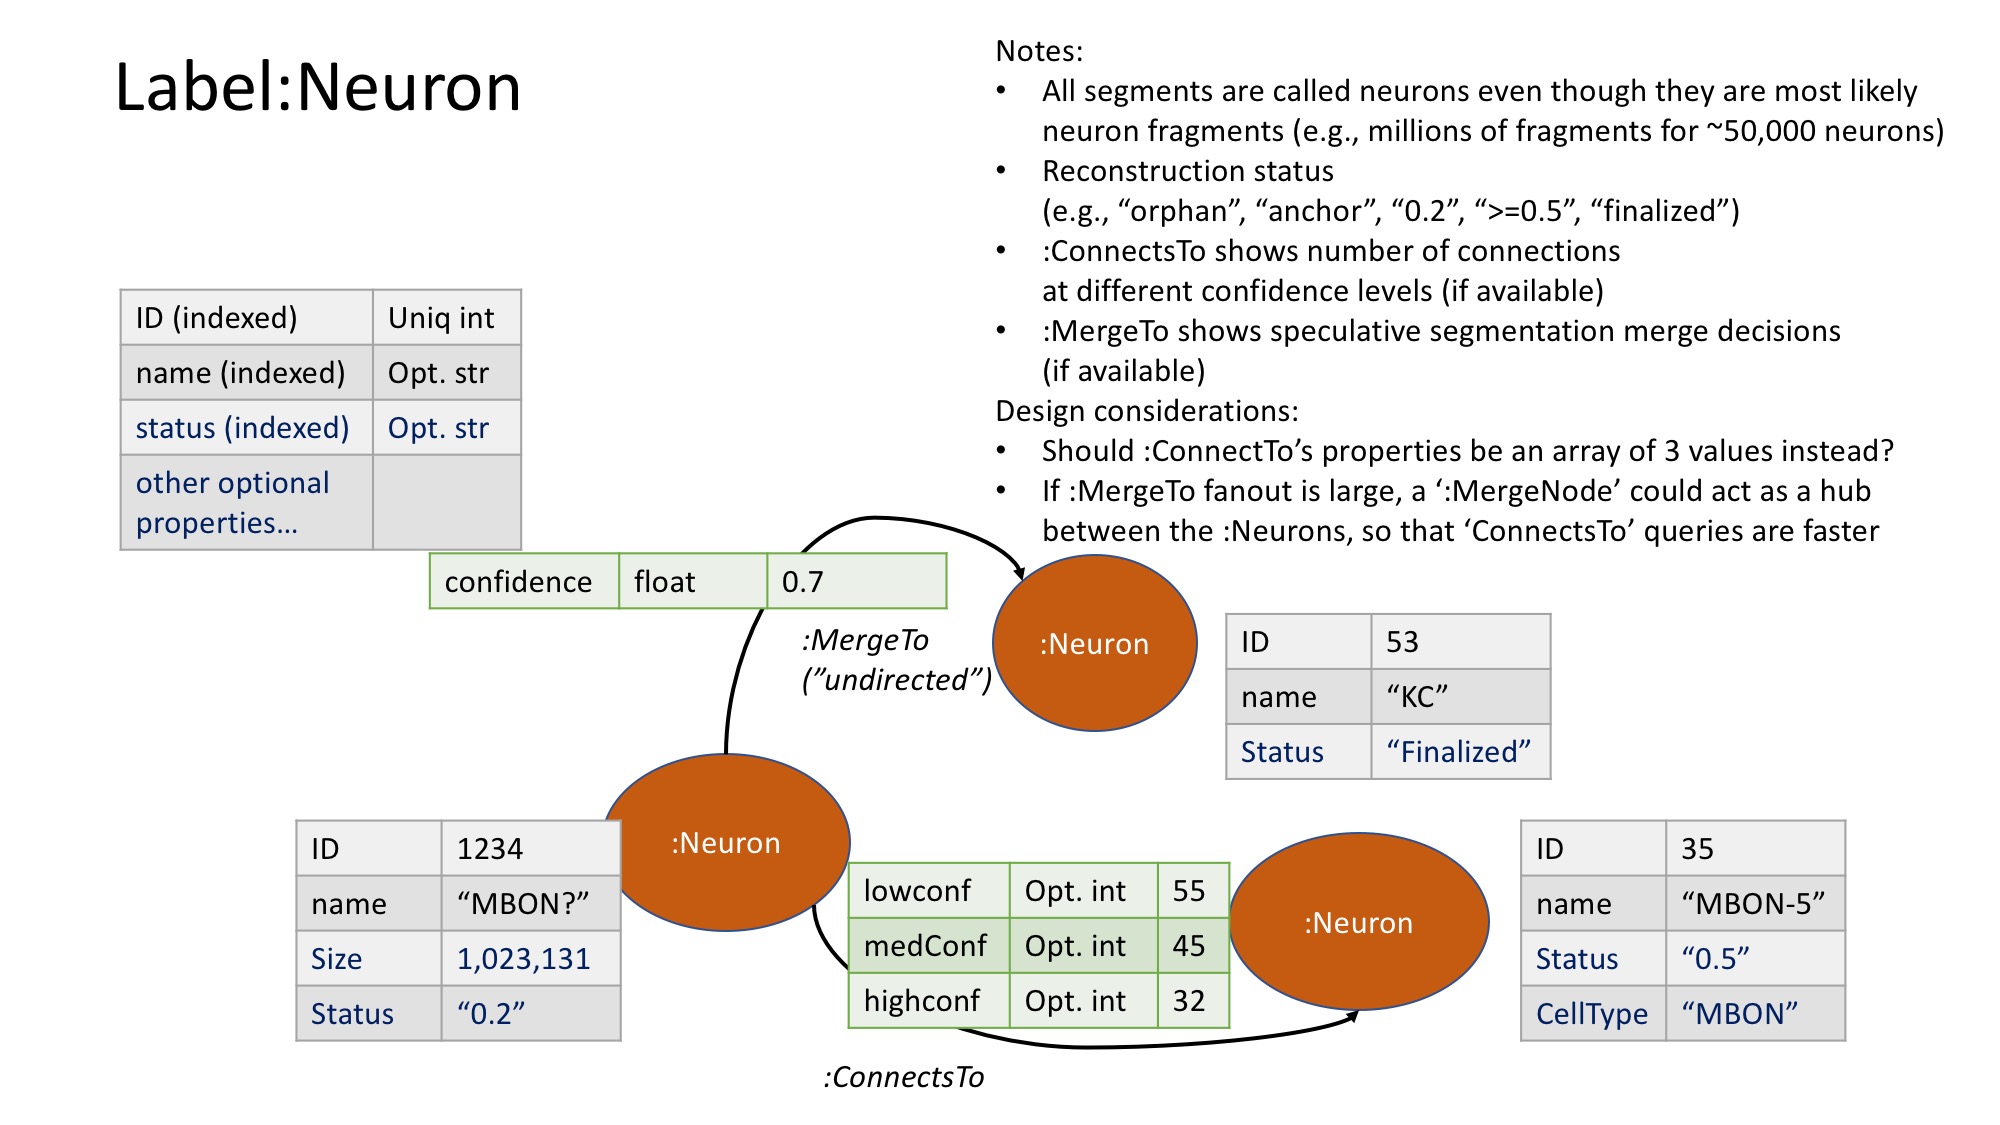 Label:Neuron
Notes:
• All segments are called neurons even though they are most likely
neuron fragments (e.g., millions of fragments for ~50,000 neurons)
• Reconstruction status
(e.g., “orphan”, “anchor”, “0.2”, “>=0.5”, “finalized”)
• :ConnectsTo shows number of connections
at different confidence levels (if available)
• :MergeTo shows speculative segmentation merge decisions
(if available)
Design considerations:
• Should :ConnectTo’s properties be an array of 3 values instead?
• If :MergeTo fanout is large, a ‘:MergeNode’ could act as a hub
between the :Neurons, so that ‘ConnectsTo’ queries are faster
ID (indexed) Uniq int
name (indexed) Opt. str
status (indexed) Opt. str
other optional
properties…
confidence float 0.7
:MergeTo
(”undirected”)
:Neuron
ID 53
name “KC”
Status “Finalized”
:Neuron
ID 1234
name “MBON?”
Size 1,023,131
Status “0.2”
lowconf Opt. int 55
medConf Opt. int 45
highconf Opt. int 32
:ConnectsTo
:Neuron
ID 35
name “MBON-5”
Status “0.5”
CellType “MBON”